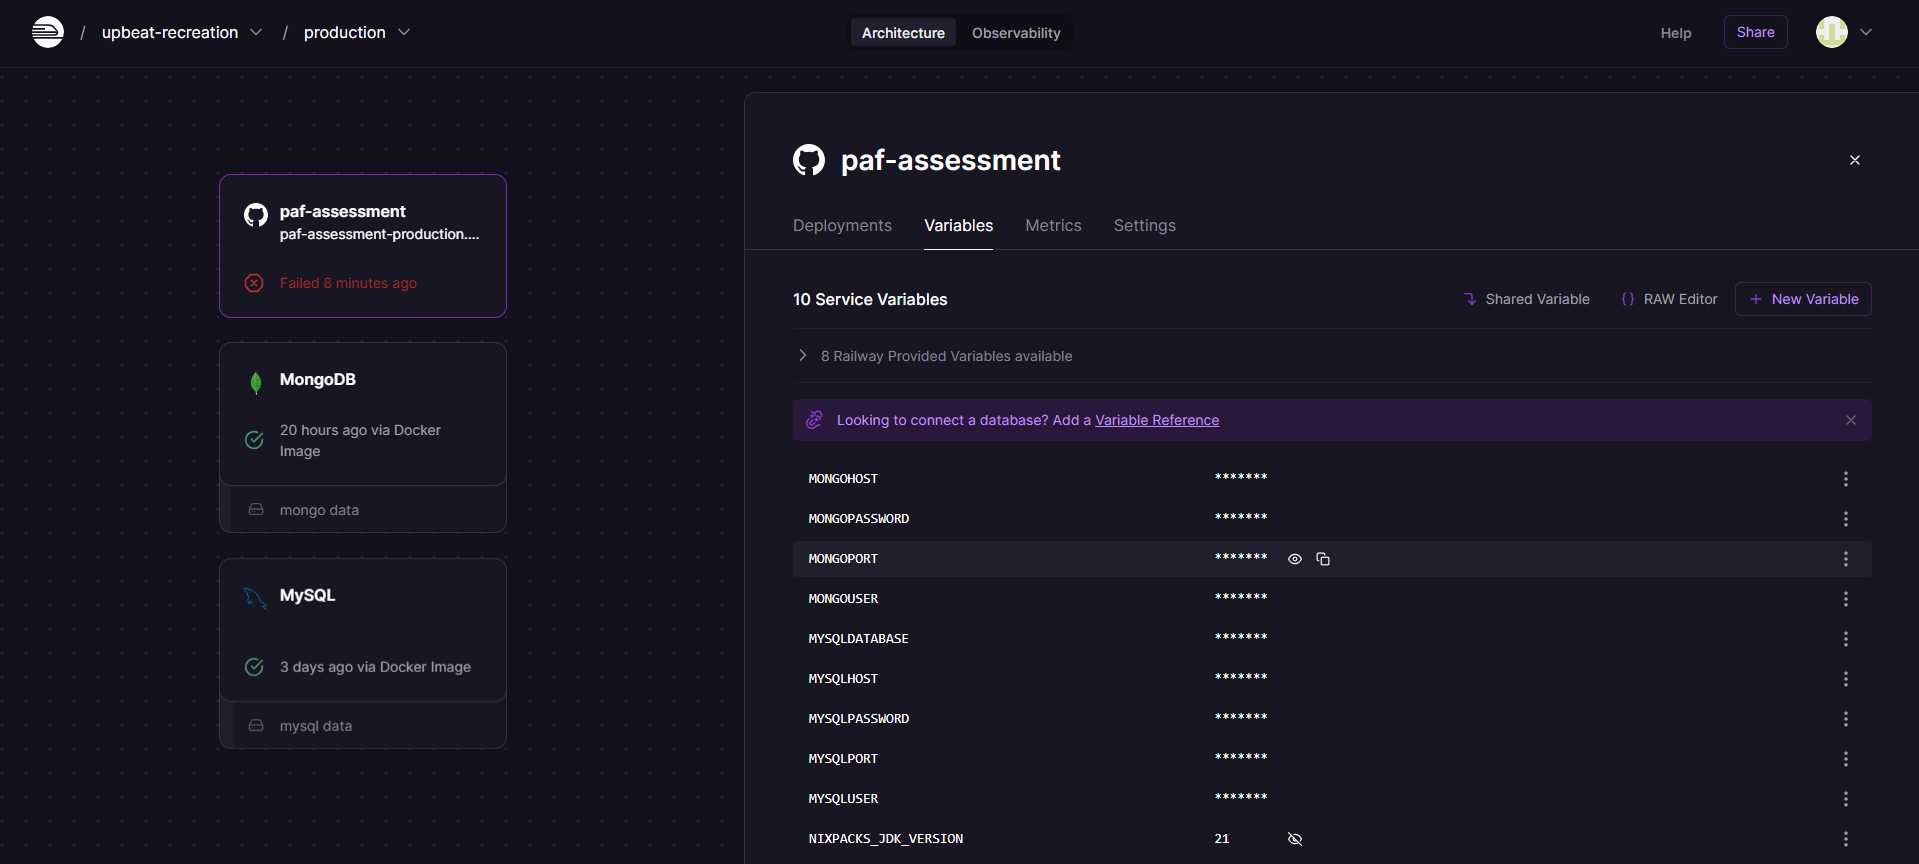 / upbeat-recreation / production
Architecture Observability
Help Share
paf-assessment
paf-assessment-production....
Failed 8 minutes ago
MongoDB
20 hours ago via Docker
Image
mongo data
MySQL
3 days ago via Docker Image
mysql data
paf-assessment
Deployments Variables Metrics Settings
10 Service Variables
Shared Variable {} RAW Editor + New Variable
8 Railway Provided Variables available
Looking to connect a database? Add a Variable Reference
MONGOHOST *******
MONGOPASSWORD *******
MONGOPORT *******
MONGOUSER *******
MYSQLDATABASE *******
MYSQLHOST *******
MYSQLPASSWORD *******
MYSQLPORT *******
MYSQLUSER *******
NIXPACKS_JDK_VERSION 21